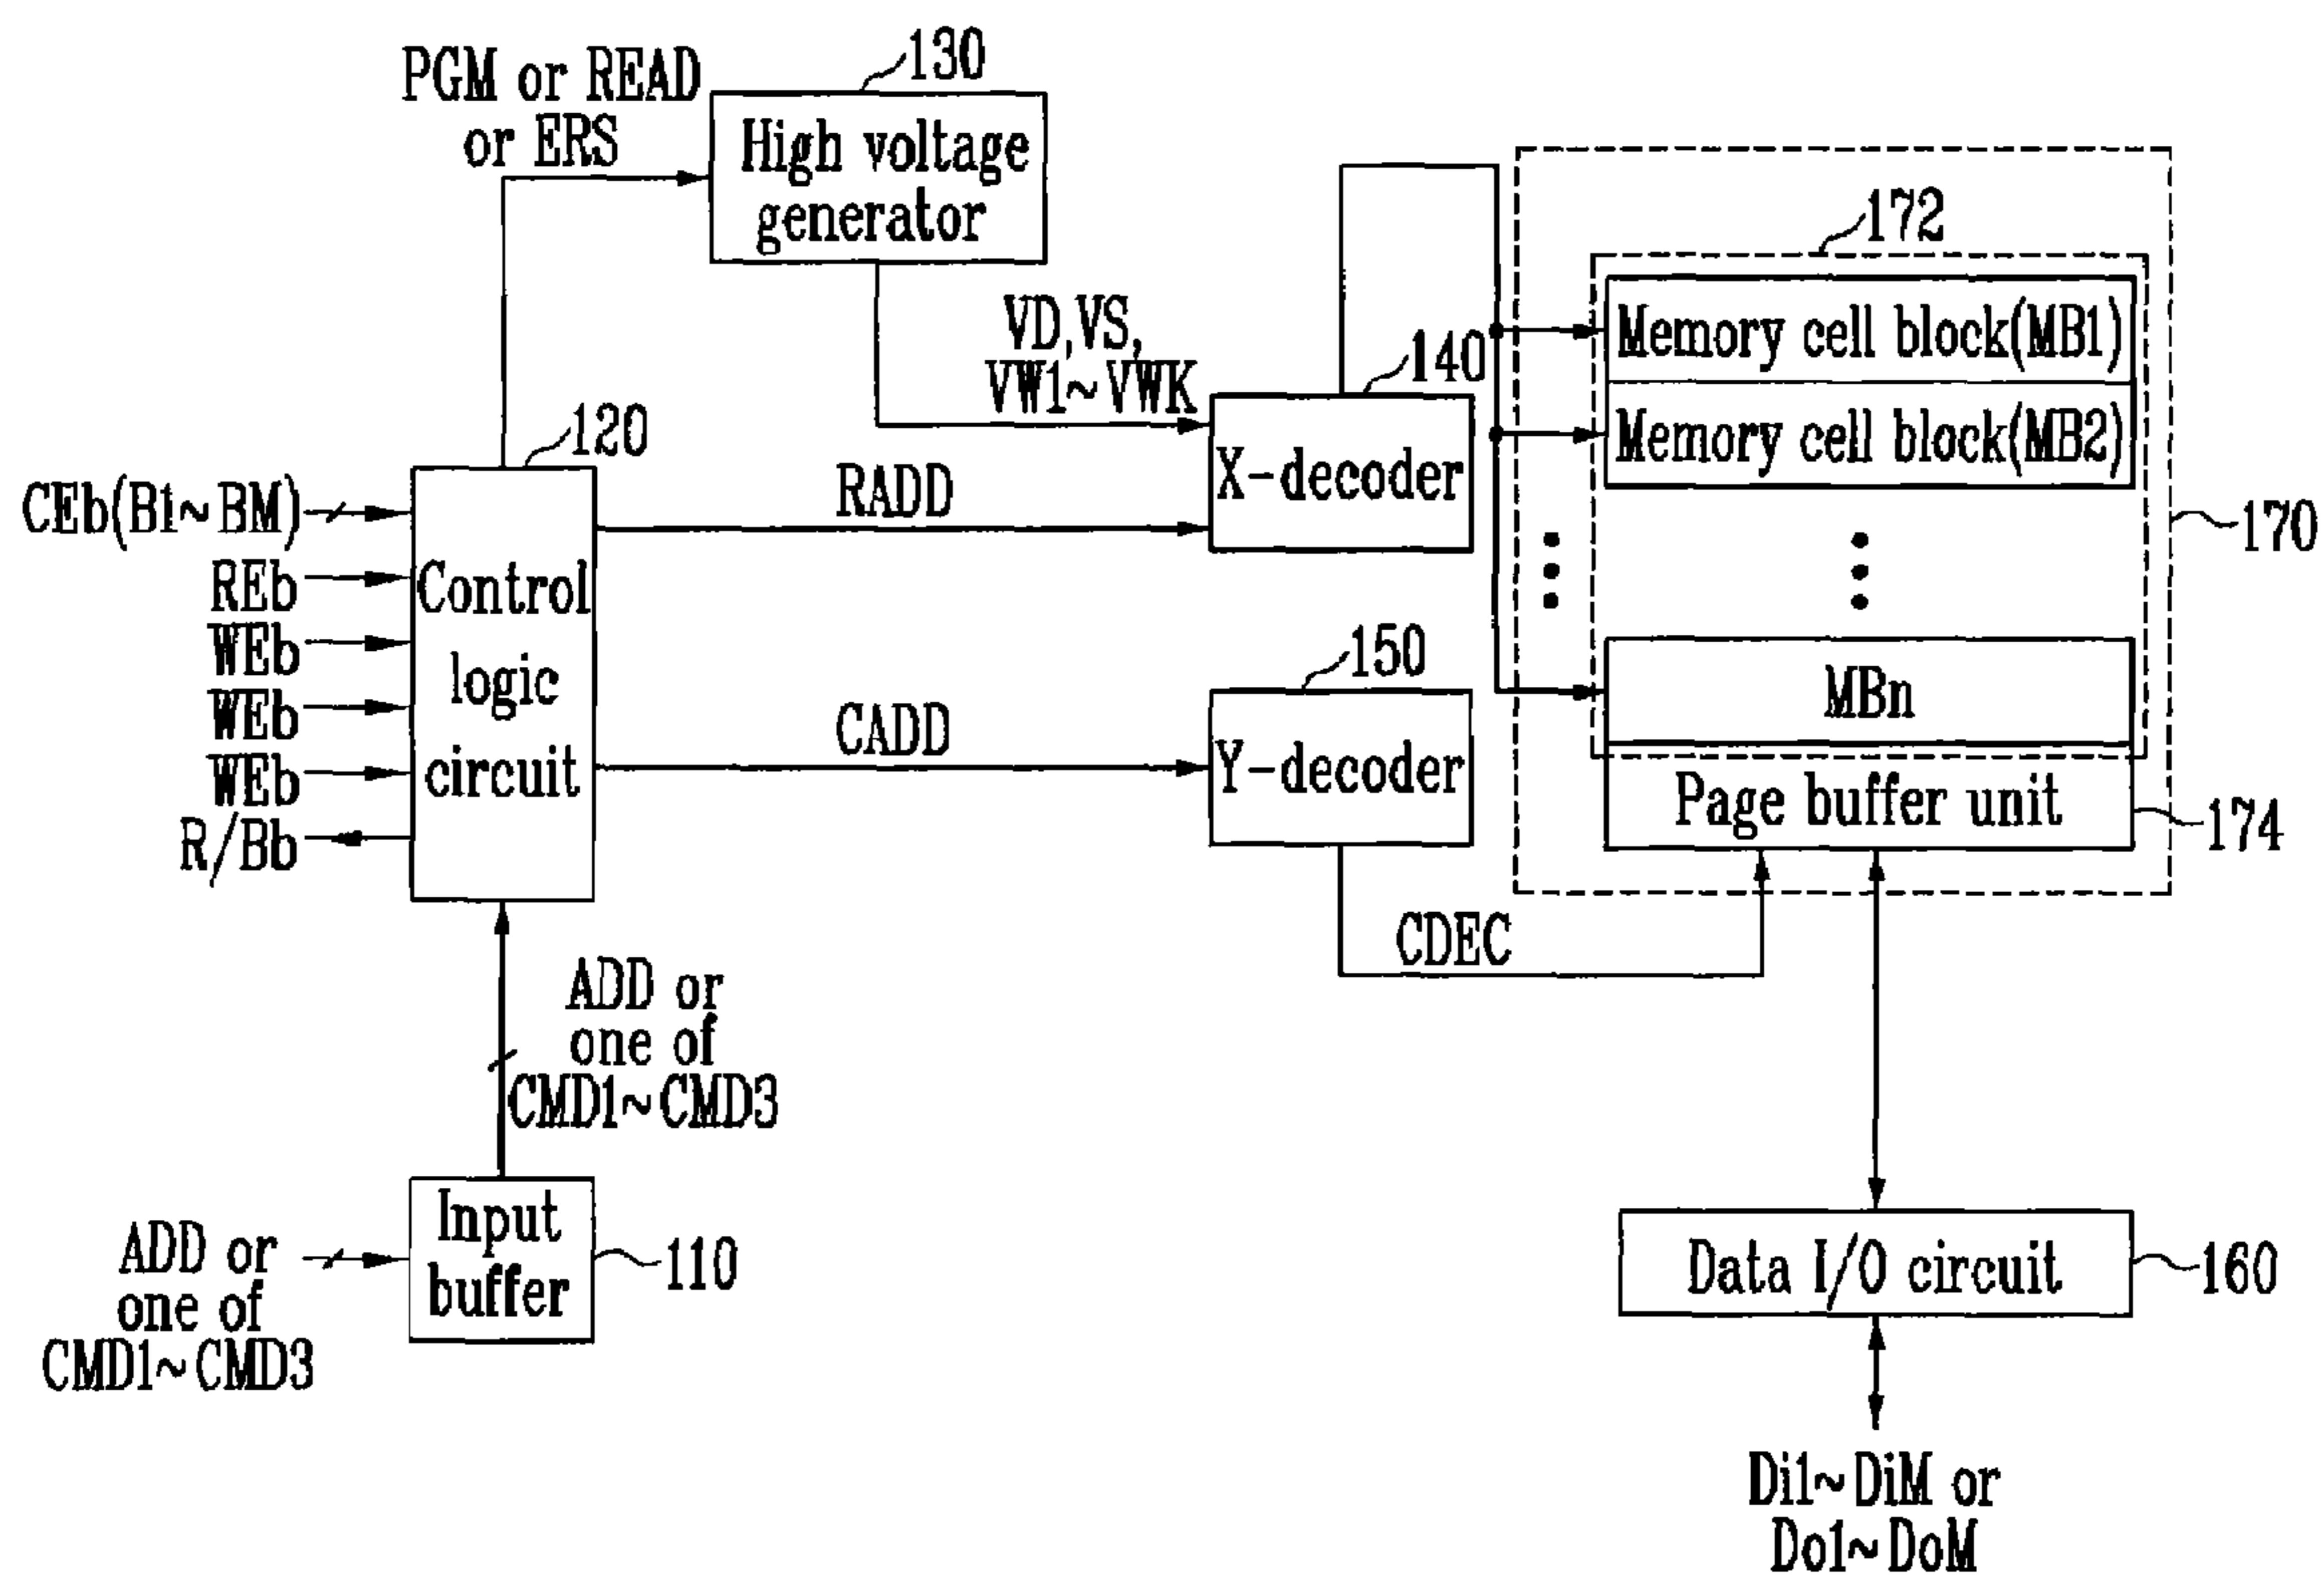 130
PGM or READ
or ERS
High voltage
generator
172
VD,VS,
VW1~VWK
140
Memory cell block(MB1)
Memory cell block(MB2)
120
X-decoder
RADD
CEb(B1~BM)
170
REb
Control
WEb
logic
150
WEb
MBn
CADD
WEb
circuit
Y-decoder
Page buffer unit
174
R/Bb
CDEC
ADD or
one of
CMD1~CMD3
Input
buffer
110
ADD or
one of
CMD1~CMD3
Data I/O circuit
160
Di1~DiM or
Do1~DoM